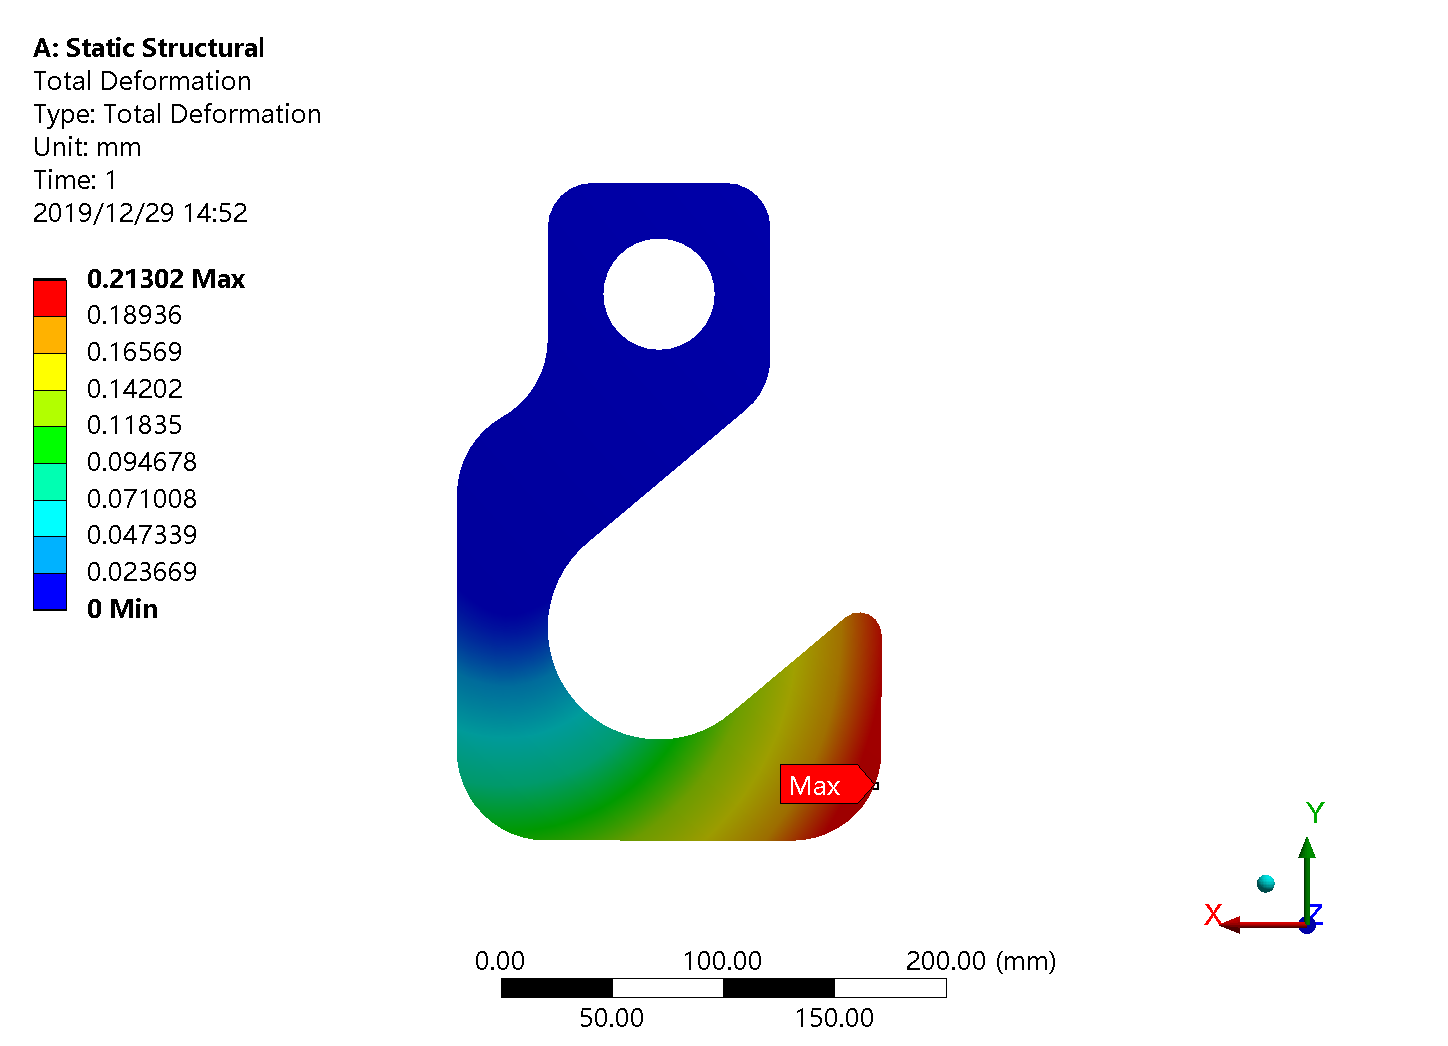 A: Static Structural
Total Deformation
Type: Total Deformation
Unit: mm
Time: 1
2019/12/29 14:52
0.21302 Max
0.18936
0.16569
0.14202
0.11835
0.094678
0.071008
0.047339
0.023669
0 Min
Max
Y
X
Z
0.00 100.00 200.00 (mm)
50.00 150.00